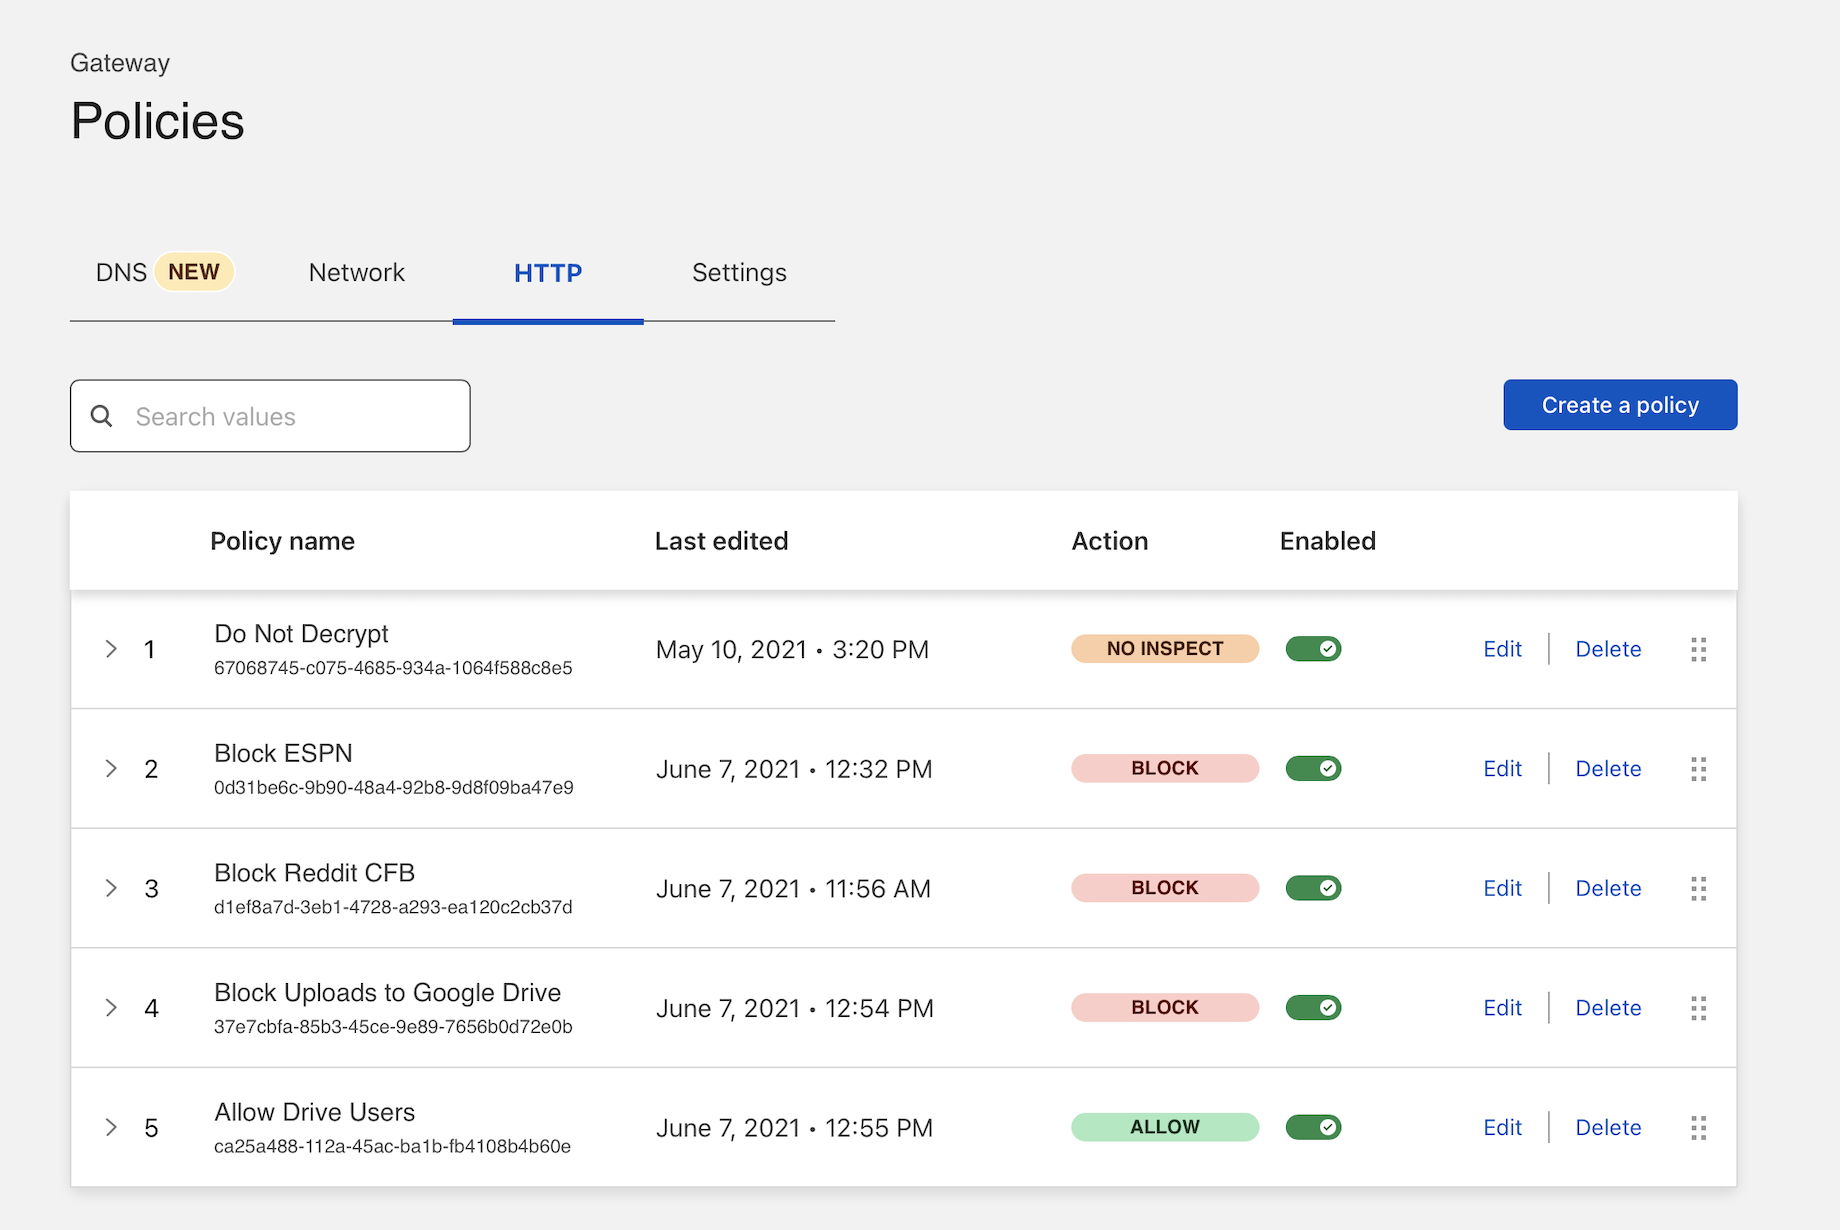 Gateway
Policies
DNS NEW Network HTTP Settings
Search values
Create a policy
Policy name Last edited Action Enabled
1 Do Not Decrypt May 10, 2021 • 3:20 PM NO INSPECT Edit Delete
67068745-c075-4685-934a-1064f588c8e5
2 Block ESPN June 7, 2021 • 12:32 PM BLOCK Edit Delete
0d31be6c-9b90-48a4-92b8-9d8f09ba47e9
3 Block Reddit CFB June 7, 2021 • 11:56 AM BLOCK Edit Delete
d1ef8a7d-3eb1-4728-a293-ea120c2cb37d
4 Block Uploads to Google Drive June 7, 2021 • 12:54 PM BLOCK Edit Delete
37e7cbfa-85b3-45ce-9e89-7656b0d72e0b
5 Allow Drive Users June 7, 2021 • 12:55 PM ALLOW Edit Delete
ca25a488-112a-45ac-ba1b-fb4108b4b60e